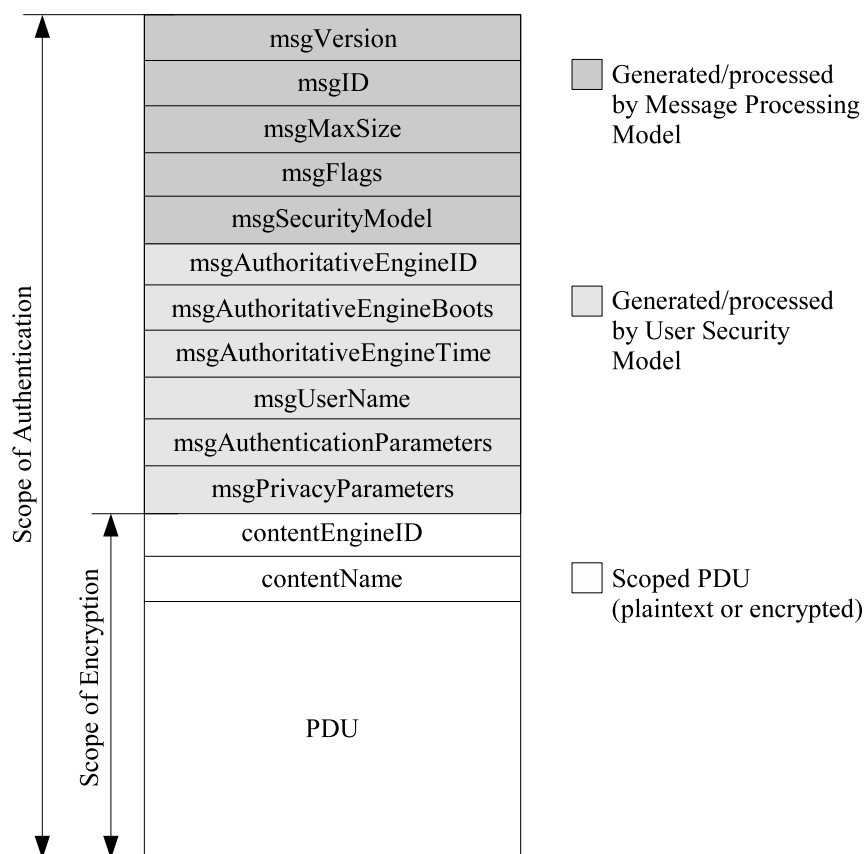 msgVersion
msgID
msgMaxSize
msgFlags
msgSecurityModel
msgAuthoritativeEngineID
msgAuthoritativeEngineBoots
msgAuthoritativeEngineTime
msgUserName
msgAuthenticationParameters
msgPrivacyParameters
contentEngineID
contentName
PDU
Scope of Authentication
Scope of Encryption
Generated/processed
by Message Processing
Model
Generated/processed
by User Security
Model
Scoped PDU
(plaintext or encrypted)